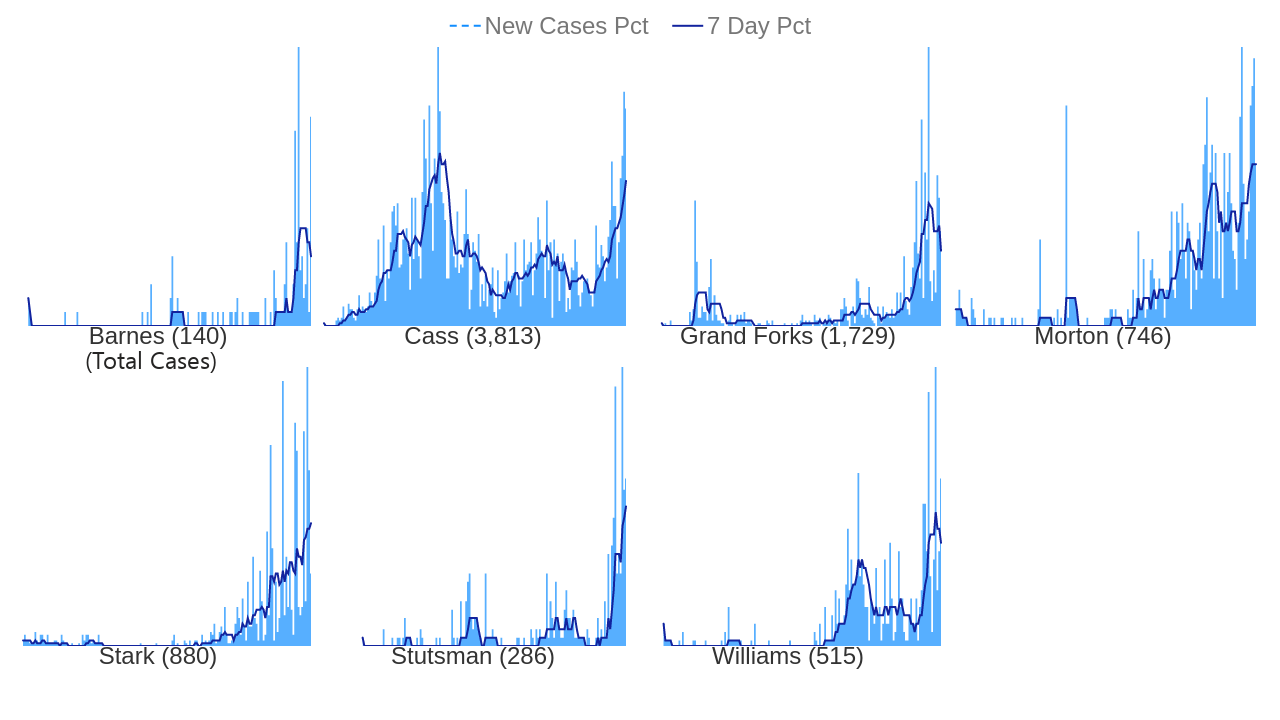 New Cases Pct 7 Day Pct
Barnes (140)
(Total Cases)
Cass (3,813)
Grand Forks (1,729)
Morton (746)
Stark (880)
Stutsman (286)
Williams (515)